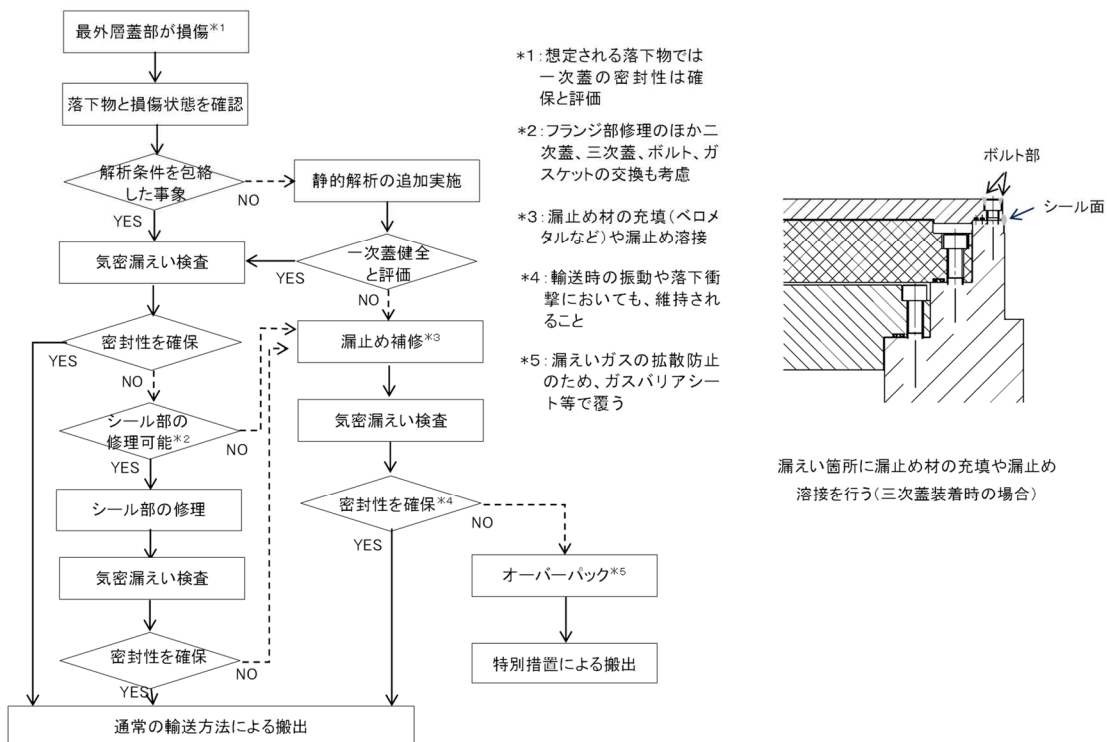 最外層蓋部が損傷*1
落下物と損傷状態を確認
解析条件を包絡
した事象
NO
YES
静的解析の追加実施
気密漏えい検査
YES
一次蓋健全
と評価
NO
密封性を確保
YES
NO
漏止め補修*3
シール部の
修理可能*2
NO
YES
気密漏えい検査
シール部の修理
密封性を確保*4
NO
YES
気密漏えい検査
オーバーパック*5
密封性を確保
NO
YES
特別措置による搬出
通常の輸送方法による搬出
*1:想定される落下物では
一次蓋の密封性は確
保と評価
*2:フランジ部修理のほか二
次蓋、三次蓋、ボルト、ガ
スケットの交換も考慮
*3:漏止め材の充填(ベロメ
タルなど)や漏止め溶接
*4:輸送時の振動や落下衝
撃においても、維持され
ること
*5:漏えいガスの拡散防止
のため、ガスバリアシー
ト等で覆う
ボルト部
シール面
漏えい箇所に漏止め材の充填や漏止め
溶接を行う(三次蓋装着時の場合)